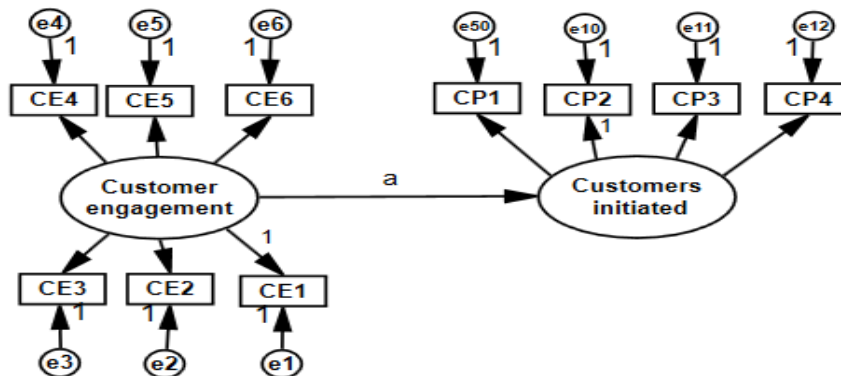 e4 e5 e6 e50 e10 e11 e12
1 1 1 1 1 1 1
CE4 CE5 CE6 CP1 CP2 CP3 CP4
1
a
Customer
engagement
Customers
initiated
1
CE3 CE2 CE1
1 1 1
e3 e2 e1